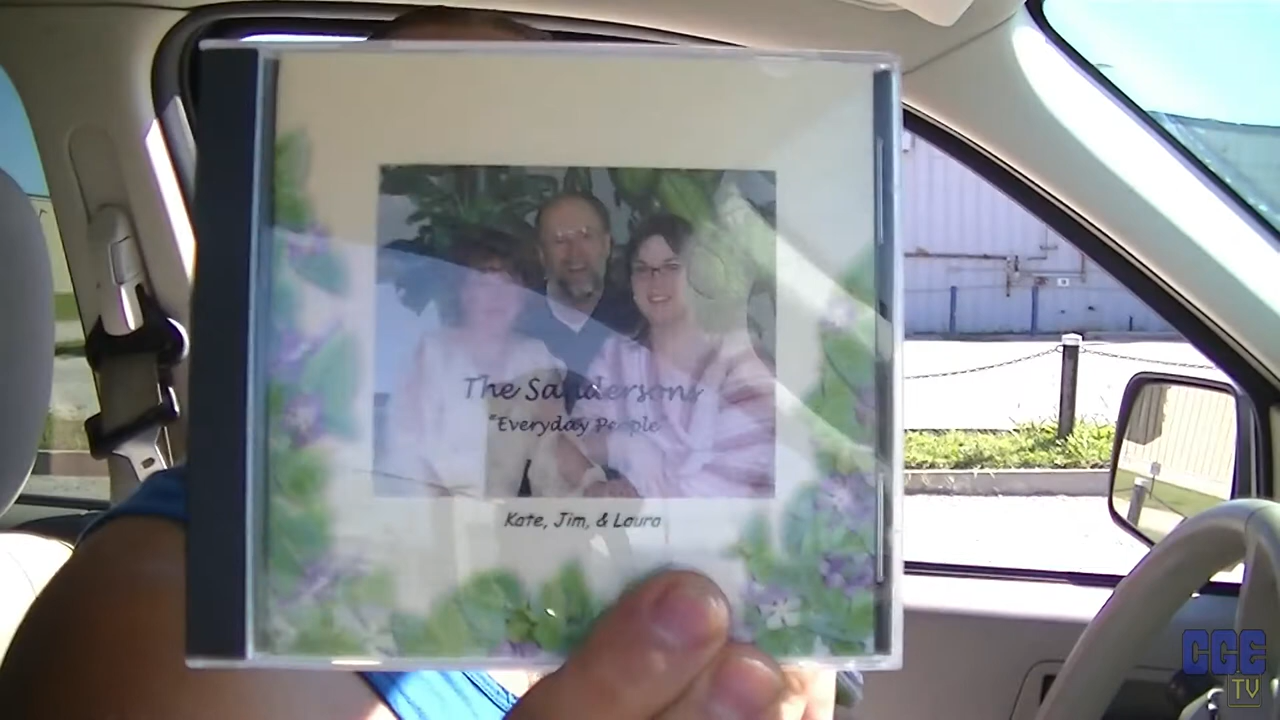 The Sandersons
"Everyday People"
Kate, Jim, & Laura
CCE
TV